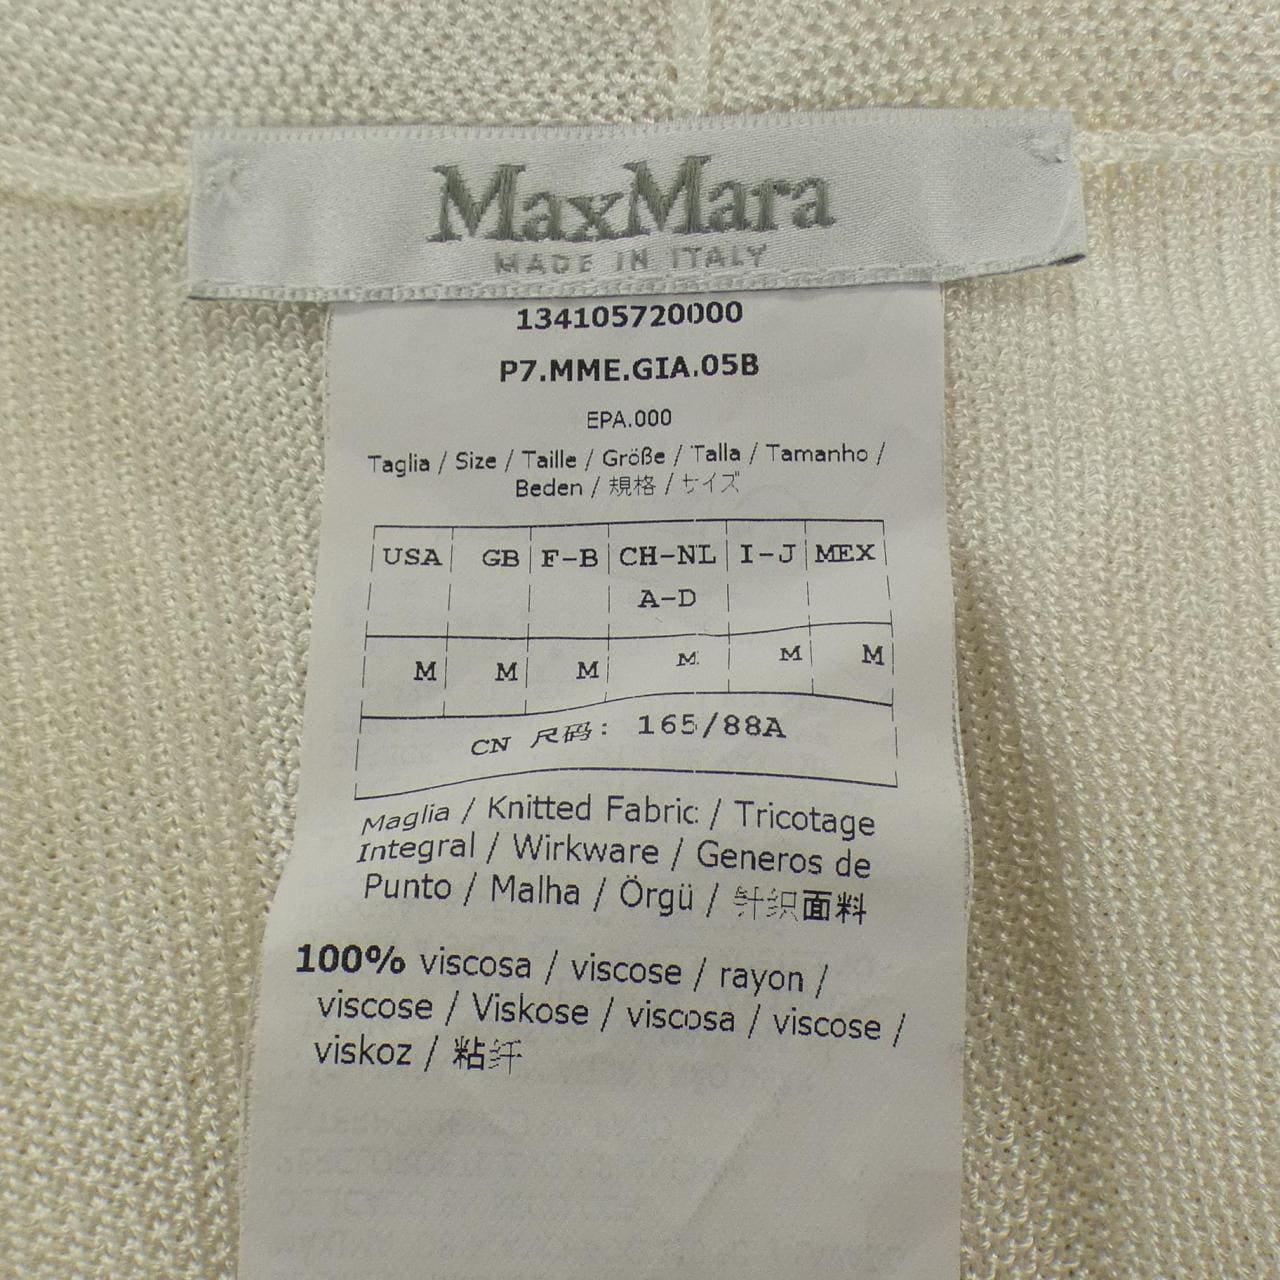 MaxMara
MADE IN ITALY
134105720000
P7.MME.GIA.05B
EPA.000
Taglia / Size / Taille / Größe / Talla / Tamanho /
Beden / 規格 / サイズ
USA GB F-B CH-NL I-J MEX
A-D
M M M M M M
CN 尺码: 165/88A
Maglia / Knitted Fabric / Tricotage
Integral / Wirkware / Generos de
Punto / Malha / Örgü / 针织面料
100% viscosa / viscose / rayon /
viscose / Viskose / viscosa / viscose /
viskoz / 粘纤